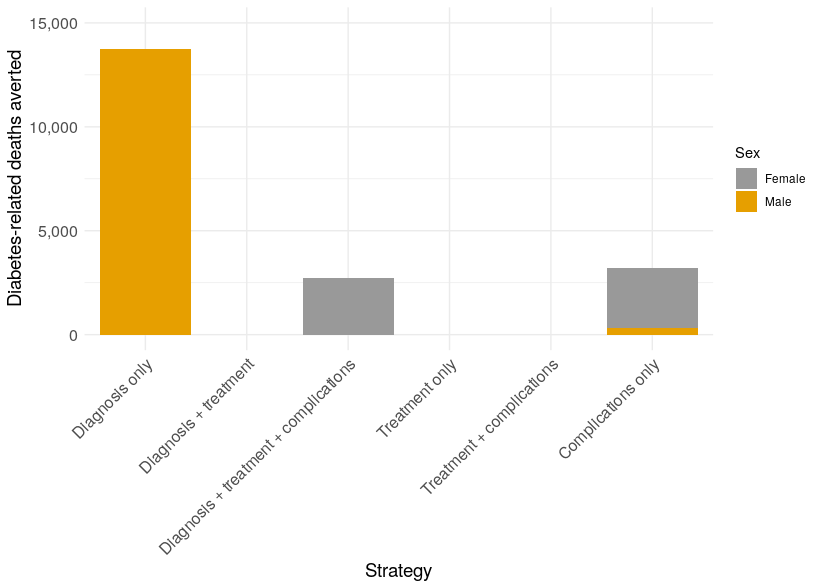 15,000
10,000
5,000
0
Diabetes-related deaths averted
Diagnosis only
Diagnosis + treatment
Diagnosis + treatment + complications
Treatment only
Treatment + complications
Complications only
Strategy
Sex
Female
Male